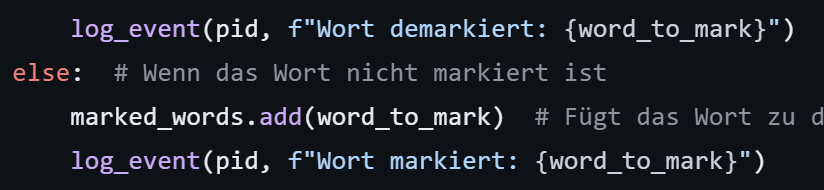 log_event(pid, f"Wort demarkiert: {word_to_mark}")
else:  # Wenn das Wort nicht markiert ist
marked_words.add(word_to_mark)  # Fügt das Wort zu
log_event(pid, f"Wort markiert: {word_to_mark}")